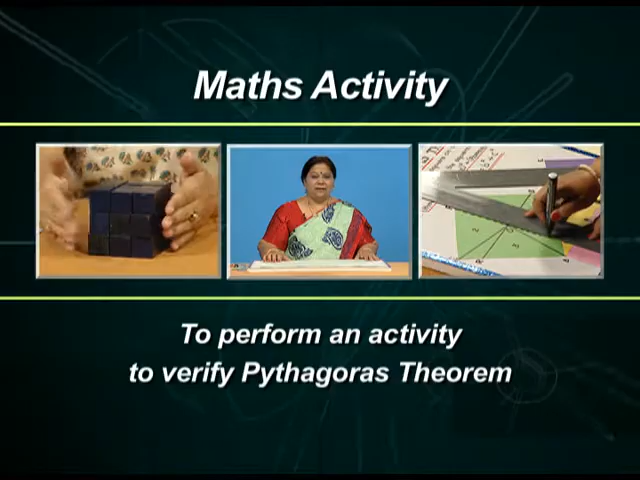 Maths Activity
To perform an activity
to verify Pythagoras Theorem